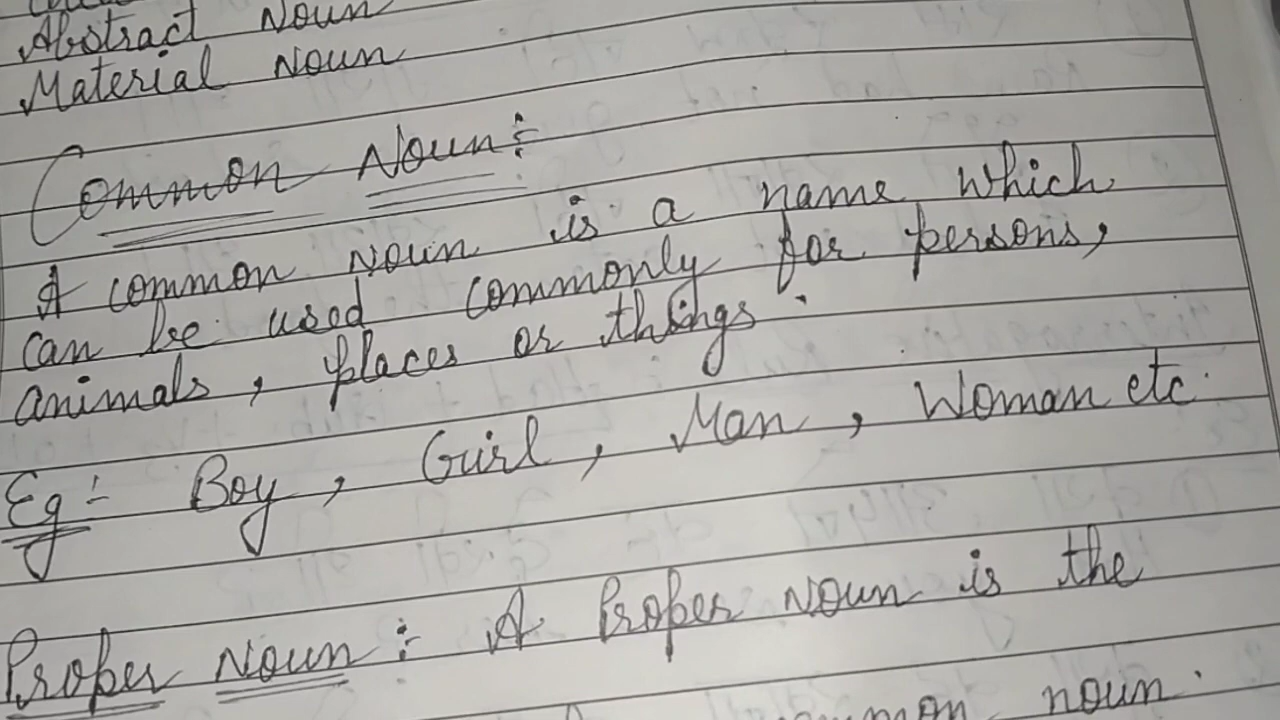 Abstract Noun
Material Noun
Common Noun:
A common noun is a name which
can be used commonly for persons,
animals, places or things.
Eg:- Boy, Girl, Man, Woman etc.
Proper Noun: A Proper noun is the
noun.